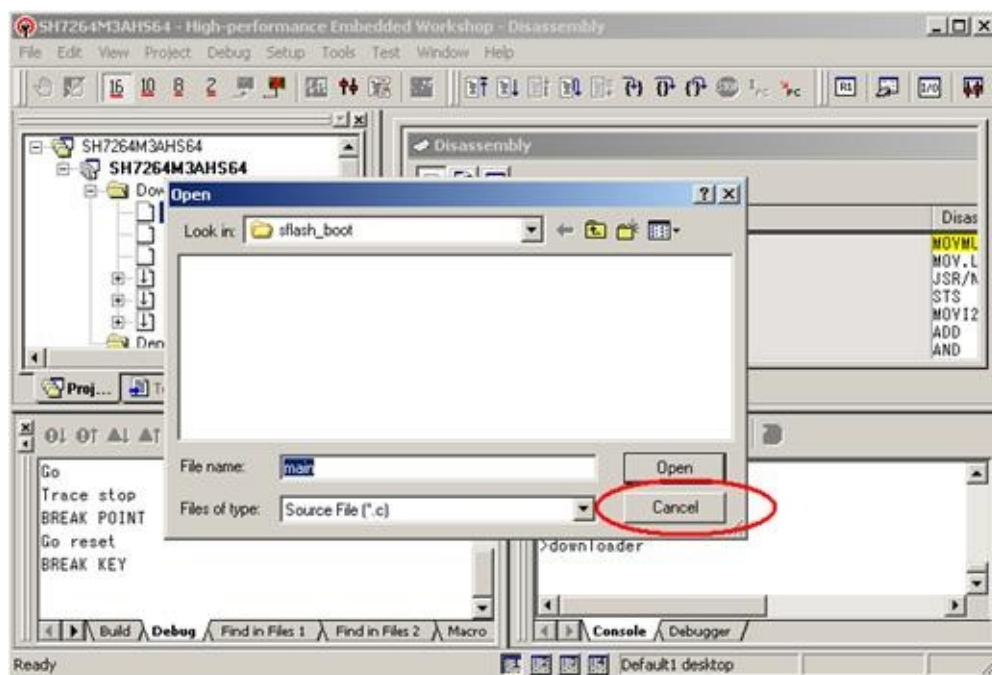 SH7264M3AHS64 - High-performance Embedded Workshop - Disassembly
File Edit View Project Debug Setup Tools Test Window Help
16 10 8 2
SH7264M3AHS64
SH7264M3AHS64
Dow
Dep
Proj...
Disassembly
Disas
MOVML
MOV.L
JSR/N
STS
MOVI2
ADD
AND
Open
Look in: sflash_boot
File name: main
Open
Files of type: Source File (*.c)
Cancel
Go
Trace stop
BREAK POINT
Go reset
BREAK KEY
>downloader
Build Debug Find in Files 1 Find in Files 2 Macro
Console Debugger
Ready
Default1 desktop